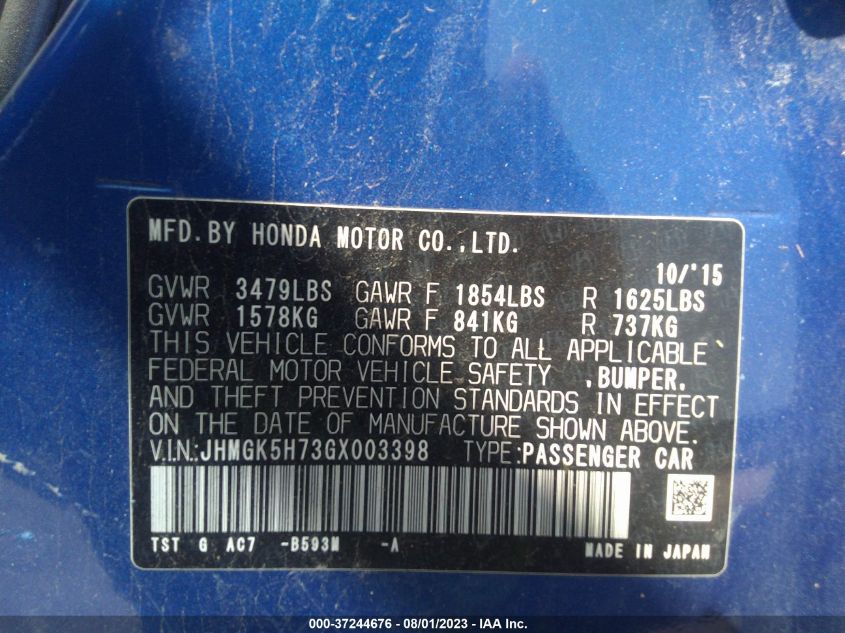 MFD. BY HONDA MOTOR CO., LTD.
10/'15
GVWR 3479LBS GAWR F 1854LBS R 1625LBS
GVWR 1578KG GAWR F 841KG R 737KG
THIS VEHICLE CONFORMS TO ALL APPLICABLE
FEDERAL MOTOR VEHICLE SAFETY , BUMPER,
AND THEFT PREVENTION STANDARDS IN EFFECT
ON THE DATE OF MANUFACTURE SHOWN ABOVE.
V.I.N.: JHMGK5H73GX003398 TYPE: PASSENGER CAR
TST G AC7 -B593M -A MADE IN JAPAN
000-37244676 - 08/01/2023 - IAA Inc.